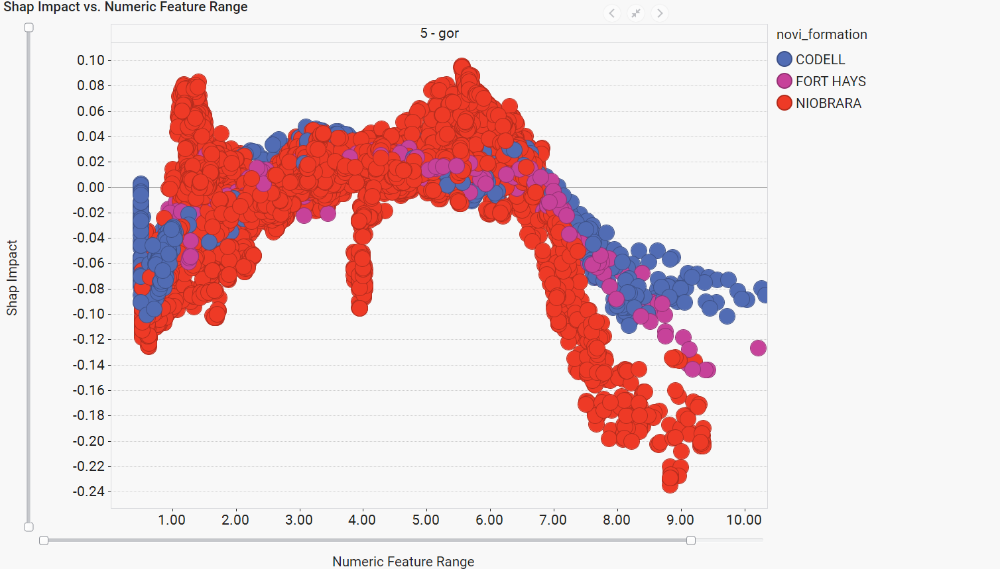 Shap Impact vs. Numeric Feature Range
5 - gor
novi_formation
CODELL
FORT HAYS
NIOBRARA
0.10
0.08
0.06
0.04
0.02
0.00
-0.02
-0.04
-0.06
-0.08
-0.10
-0.12
-0.14
-0.16
-0.18
-0.20
-0.22
-0.24
Shap Impact
1.00 2.00 3.00 4.00 5.00 6.00 7.00 8.00 9.00 10.00
Numeric Feature Range